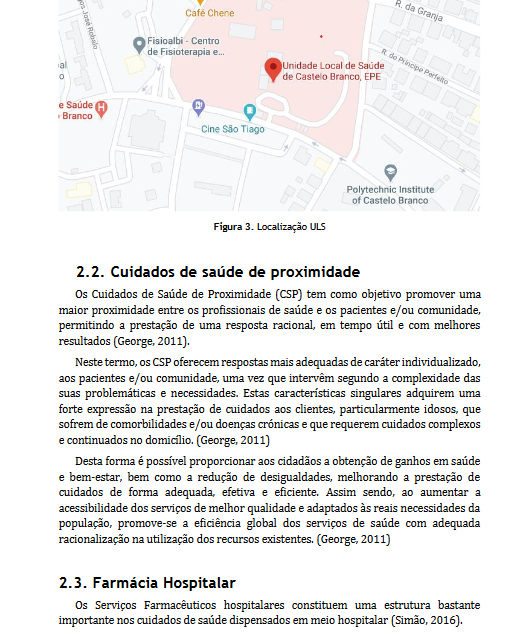 Café Chene
R. da Granja
ro José Robalo
Fisioalbi - Centro
de Fisioterapia e...
Unidade Local de Saúde
de Castelo Branco, EPE
R. do Príncipe Perfeito
al
o
e Saúde
Branco
Cine São Tiago
Polytechnic Institute
of Castelo Branco
Figura 3. Localização ULS
2.2. Cuidados de saúde de proximidade
Os Cuidados de Saúde de Proximidade (CSP) tem como objetivo promover uma
maior proximidade entre os profissionais de saúde e os pacientes e/ou comunidade,
permitindo a prestação de uma resposta racional, em tempo útil e com melhores
resultados (George, 2011).
Neste termo, os CSP oferecem respostas mais adequadas de caráter individualizado,
aos pacientes e/ou comunidade, uma vez que intervêm segundo a complexidade das
suas problemáticas e necessidades. Estas características singulares adquirem uma
forte expressão na prestação de cuidados aos clientes, particularmente idosos, que
sofrem de comorbilidades e/ou doenças crónicas e que requerem cuidados complexos
e continuados no domicílio. (George, 2011)
Desta forma é possível proporcionar aos cidadãos a obtenção de ganhos em saúde
e bem-estar, bem como a redução de desigualdades, melhorando a prestação de
cuidados de forma adequada, efetiva e eficiente. Assim sendo, ao aumentar a
acessibilidade dos serviços de melhor qualidade e adaptados às reais necessidades da
população, promove-se a eficiência global dos serviços de saúde com adequada
racionalização na utilização dos recursos existentes. (George, 2011)
2.3. Farmácia Hospitalar
Os Serviços Farmacêuticos hospitalares constituem uma estrutura bastante
importante nos cuidados de saúde dispensados em meio hospitalar (Simão, 2016).